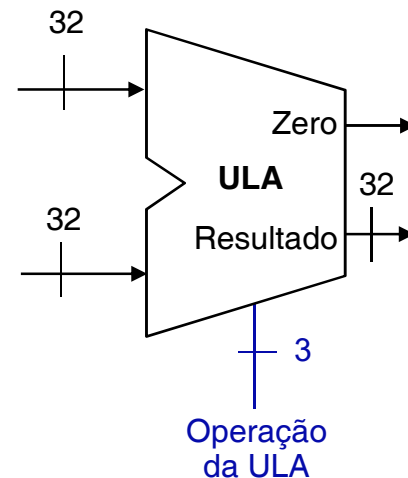 32
Zero
ULA
32
32
Resultado
3
Operação
da ULA